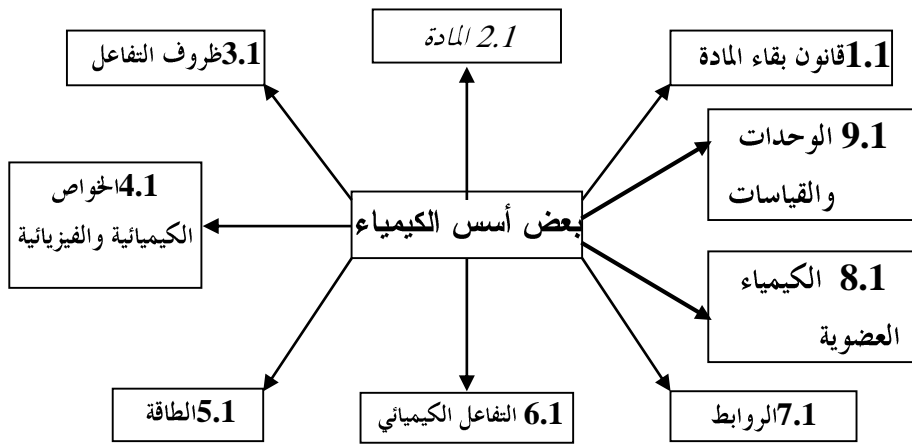 2.1 المادة
1.1قانون بقاء المادة
3.1ظروف التفاعل
9.1 الوحدات
والقياسات
4.1الخواص
الكيميائية والفيزيائية
بعض أسس الكيمياء
8.1 الكيمياء
العضوية
7.1الروابط
6.1 التفاعل الكيميائي
5.1الطاقة